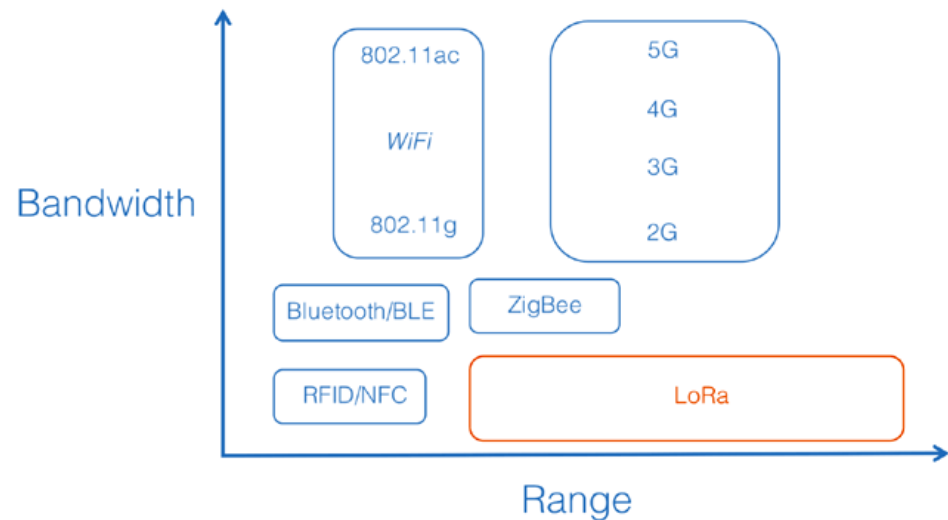 802.11ac
WiFi
802.11g
5G
4G
3G
2G
Bandwidth
Bluetooth/BLE
ZigBee
RFID/NFC
LoRa
Range